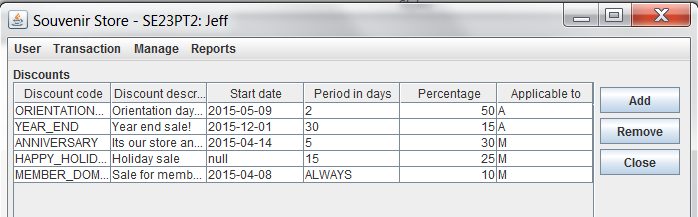 Souvenir Store - SE23PT2: Jeff
User Transaction Manage Reports
Discounts
Discount code Discount descr... Start date Period in days Percentage Applicable to
ORIENTATION... Orientation day... 2015-05-09 2 50 A
YEAR_END Year end sale! 2015-12-01 30 15 A
ANNIVERSARY Its our store an... 2015-04-14 5 30 M
HAPPY_HOLID... Holiday sale null 15 25 M
MEMBER_DOM... Sale for memb... 2015-04-08 ALWAYS 10 M
Add
Remove
Close